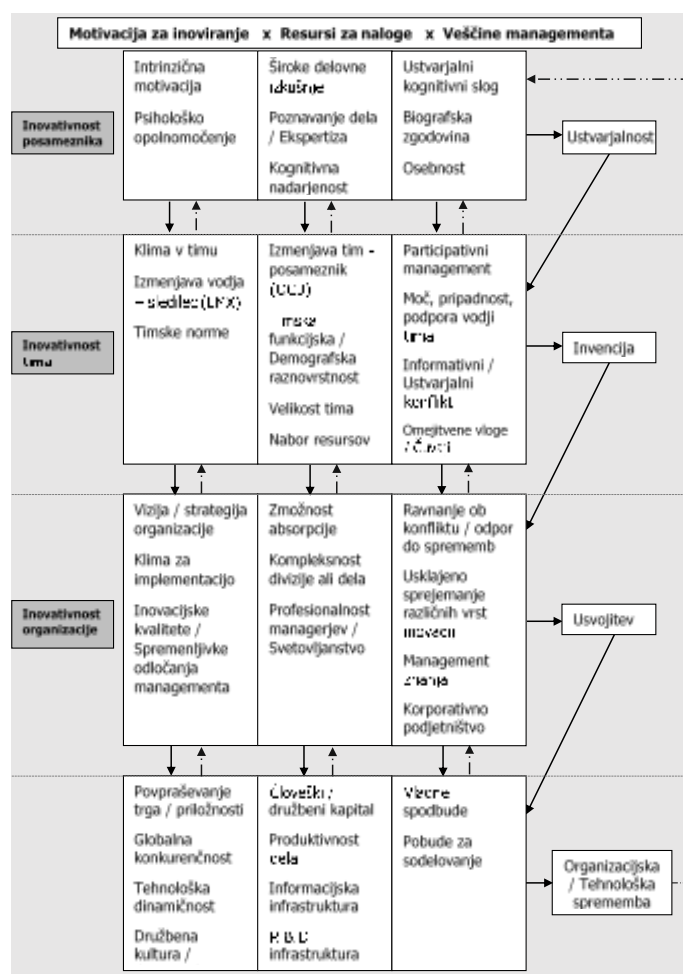 Motivacija za inoviranje x Resursi za naloge x Veščine managementa
Inovativnost
posameznika
Intrinzična
motivacija
Psihološko
opolnomočenje
Široke delovne
izkušnje
Poznavanje dela
/ Ekspertiza
Kognitivna
nadarjenost
Ustvarjalni
kognitivni slog
Biografska
zgodovina
Osebnost
Ustvarjalnost
Inovativnost
tima
Klima v timu
Izmenjava vodja
– sledilec (LMX)
Timske norme
Izmenjava tim -
posameznik
Timska
funkcijska /
Demografska
raznovrstnost
Velikost tima
Nabor resursov
Participativni
management
Moč, pripadnost,
podpora vodji
tima
Informativni /
Ustvarjalni
konflikt
Omejitvene vloge
/ Čuvaji
Invencija
Inovativnost
organizacije
Vizija / strategija
organizacije
Klima za
implementacijo
Inovacijske
kvalitete /
Spremenljivke
odločanja
managementa
Zmožnost
absorpcije
Kompleksnost
divizije ali dela
Profesionalnost
managerjev /
Svetovljanstvo
Ravnanje ob
konfliktu / odpor
do sprememb
Usklajeno
sprejemanje
različnih vrst
inovacij
Management
znanja
Korporativno
podjetništvo
Usvojitev
Povpraševanje
trga / priložnosti
Globalna
konkurenčnost
Tehnološka
dinamičnost
Družbena
kultura /
Človeški /
družbeni kapital
Produktivnost
dela
Informacijska
infrastruktura
R & D
infrastruktura
Vladne
spodbude
Pobude za
sodelovanje
Organizacijska
/ Tehnološka
sprememba